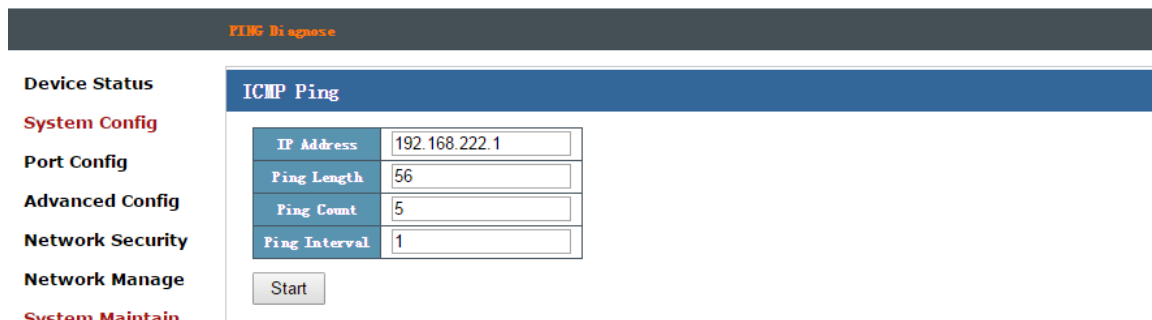 PING Diagnose
Device Status
System Config
Port Config
Advanced Config
Network Security
Network Manage
System Maintain
ICMP Ping
IP Address 192.168.222.1
Ping Length 56
Ping Count 5
Ping Interval 1
Start